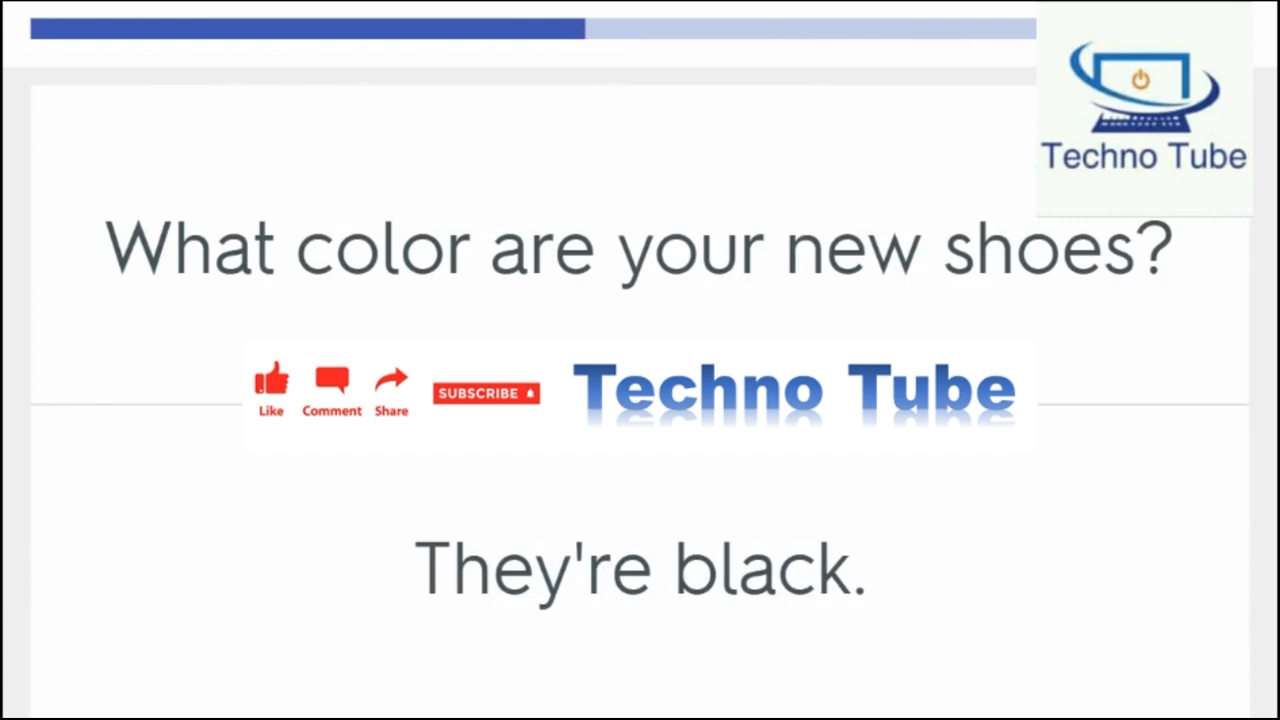 Techno Tube
What color are your new shoes?
Like Comment Share SUBSCRIBE Techno Tube
They're black.